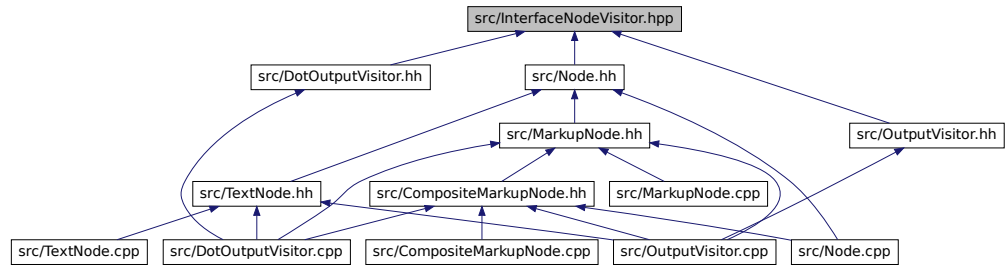 src/InterfaceNodeVisitor.hpp
src/DotOutputVisitor.hh
src/Node.hh
src/MarkupNode.hh
src/OutputVisitor.hh
src/TextNode.hh
src/CompositeMarkupNode.hh
src/MarkupNode.cpp
src/TextNode.cpp
src/DotOutputVisitor.cpp
src/CompositeMarkupNode.cpp
src/OutputVisitor.cpp
src/Node.cpp